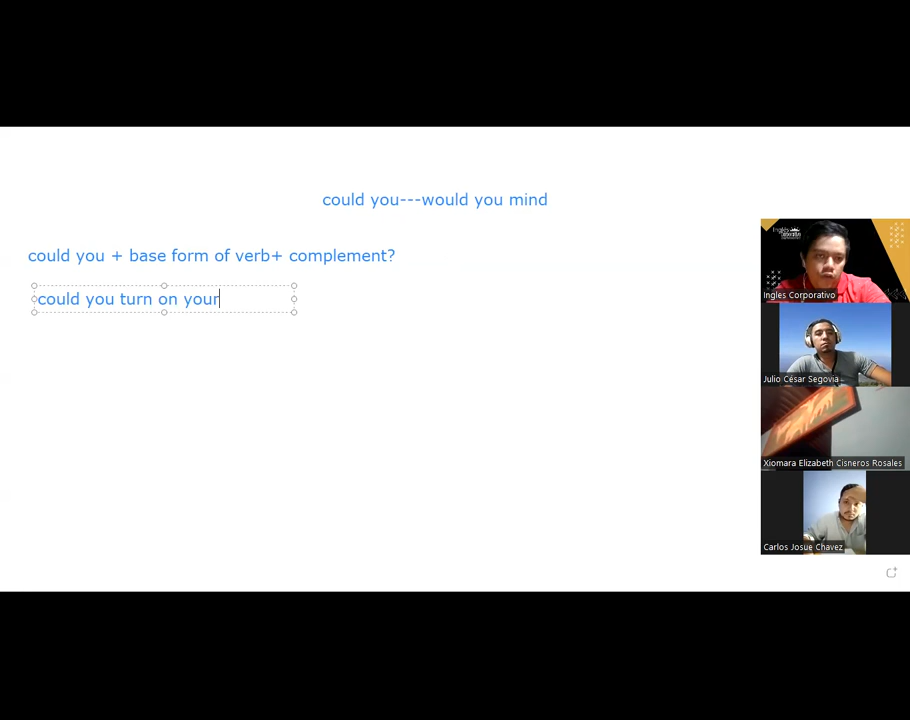 could you---would you mind
could you + base form of verb+ complement?
could you turn on your
Inglés Corporativo
Julio César Segovia
Xiomara Elizabeth Cisneros Rosales
Carlos Josue Chavez